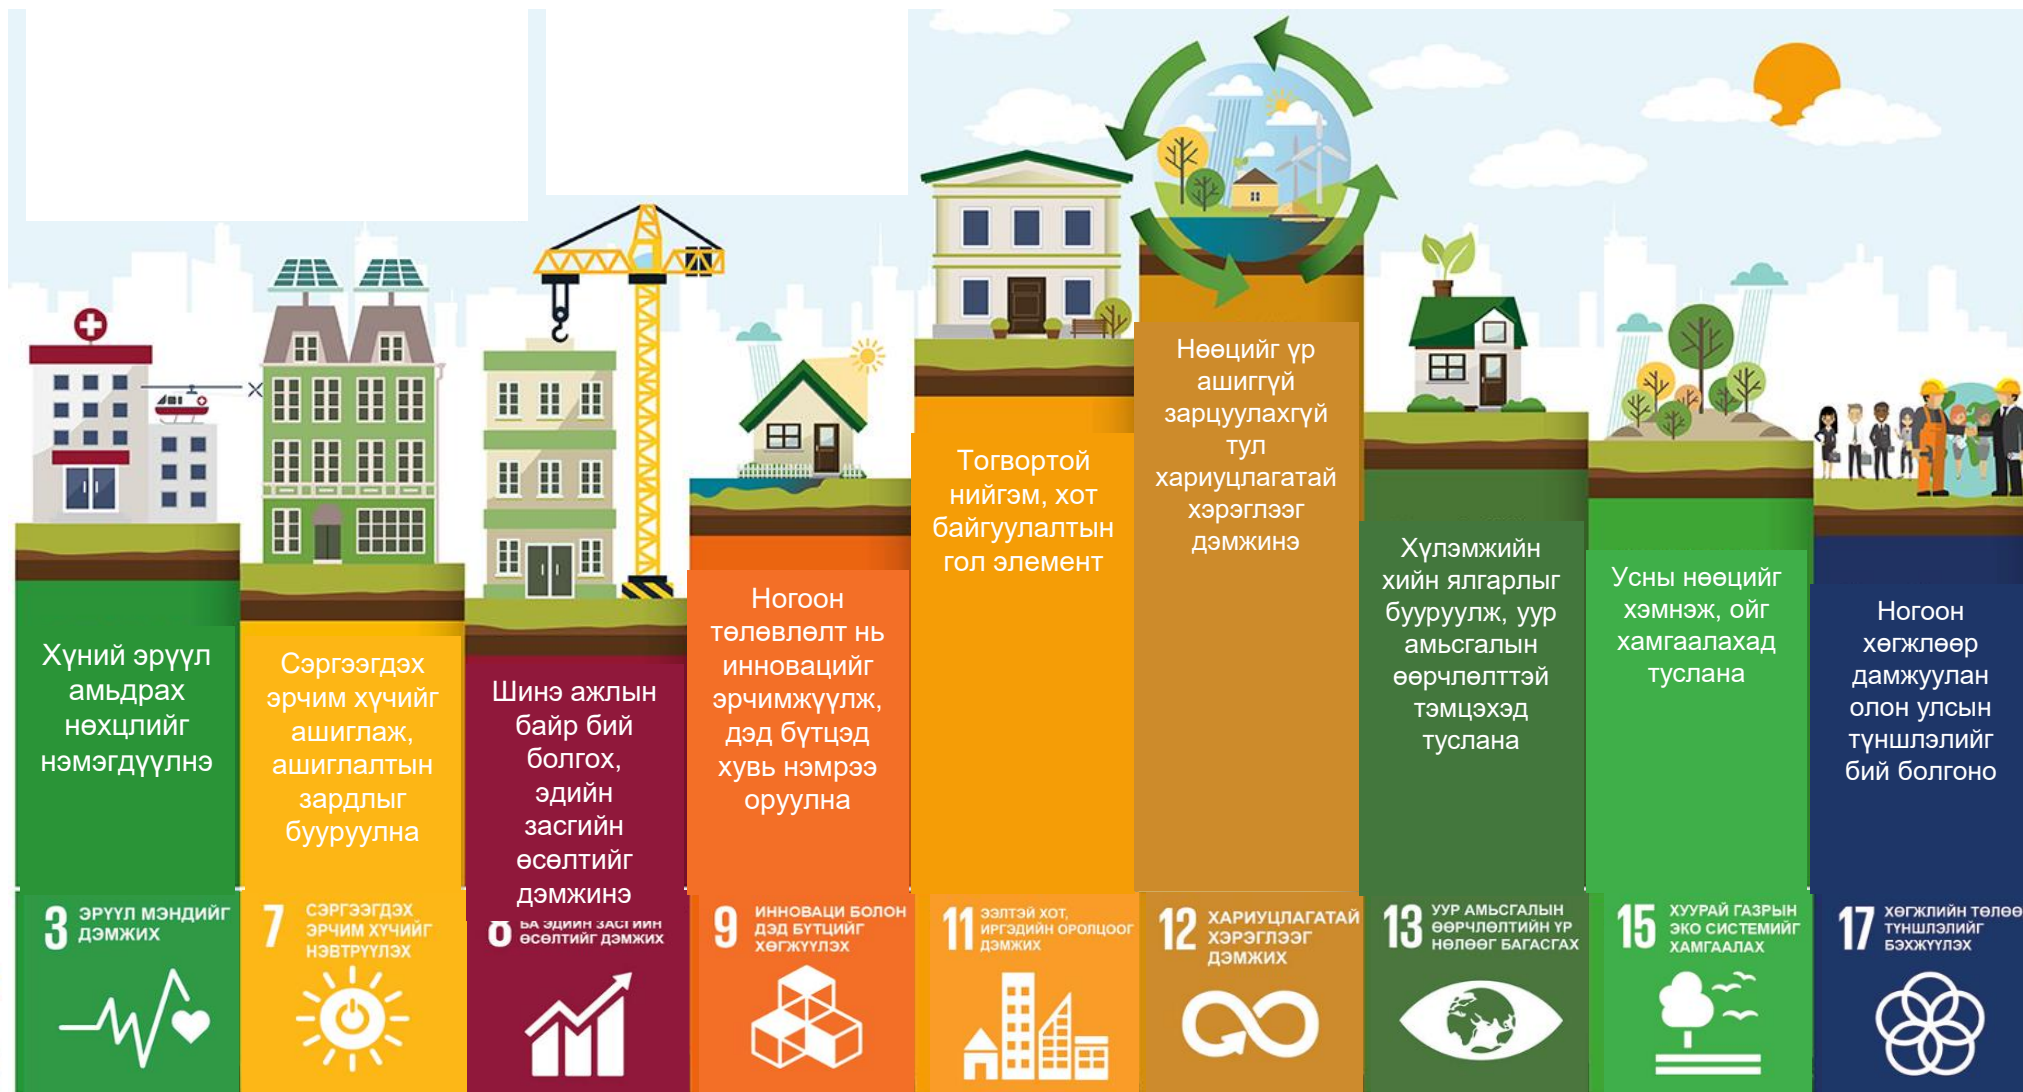 Хүний эрүүл
амьдрах
нөхцлийг
нэмэгдүүлнэ
Сэргээгдэх
эрчим хүчийг
ашиглаж,
ашиглалтын
зардлыг
бууруулна
Шинэ ажлын
байр бий
болгох,
эдийн
засгийн
өсөлтийг
дэмжинэ
Ногоон
төлөвлөлт нь
инновацийг
эрчимжүүлж,
дэд бүтцэд
хувь нэмрээ
оруулна
Тогвортой
нийгэм, хот
байгуулалтын
гол элемент
Нөөцийг үр
ашиггүй
зарцуулахгүй
тул
хариуцлагатай
хэрэглээг
дэмжинэ
Хүлэмжийн
хийн ялгарлыг
бууруулж, уур
амьсгалын
өөрчлөлттэй
тэмцэхэд
туслана
Усны нөөцийг
хэмнэж, ойг
хамгаалахад
туслана
Ногоон
хөгжлөөр
дамжуулан
олон улсын
түншлэлийг
бий болгоно
3 ЭРҮҮЛ МЭНДИЙГ
ДЭМЖИХ
7 СЭРГЭЭГДЭХ
ЭРЧИМ ХҮЧИЙГ
НЭВТРҮҮЛЭХ
8 БА ЭДИЙН ЗАСГИЙН
ӨСӨЛТИЙГ ДЭМЖИХ
9 ИННОВАЦИ БОЛОН
ДЭД БҮТЦИЙГ
ХӨГЖҮҮЛЭХ
11 ЭЭЛТЭЙ ХОТ,
ИРГЭДИЙН ОРОЛЦООГ
ДЭМЖИХ
12 ХАРИУЦЛАГАТАЙ
ХЭРЭГЛЭЭГ
ДЭМЖИХ
13 УУР АМЬСГАЛЫН
ӨӨРЧЛӨЛТИЙН ҮР
НӨЛӨӨГ БАГАСГАХ
15 ХУУРАЙ ГАЗРЫН
ЭКО СИСТЕМИЙГ
ХАМГААЛАХ
17 ХӨГЖЛИЙН ТӨЛӨӨ
ТҮНШЛЭЛИЙГ
БЭХЖҮҮЛЭХ